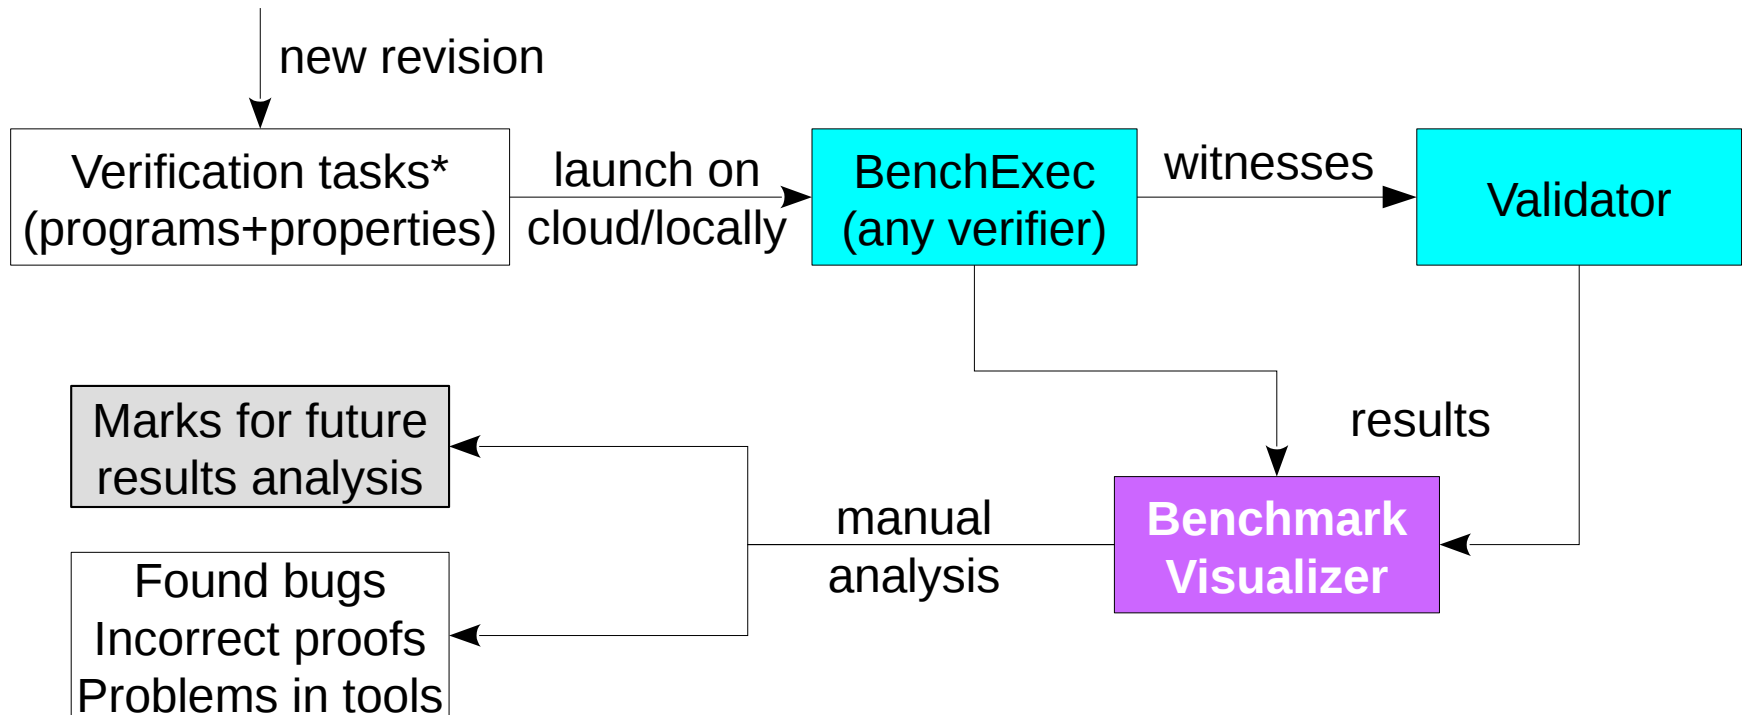 new revision
Verification tasks*
(programs+properties)
launch on
cloud/locally
BenchExec
(any verifier)
witnesses
Validator
results
Benchmark
Visualizer
manual
analysis
Marks for future
results analysis
Found bugs
Incorrect proofs
Problems in tools